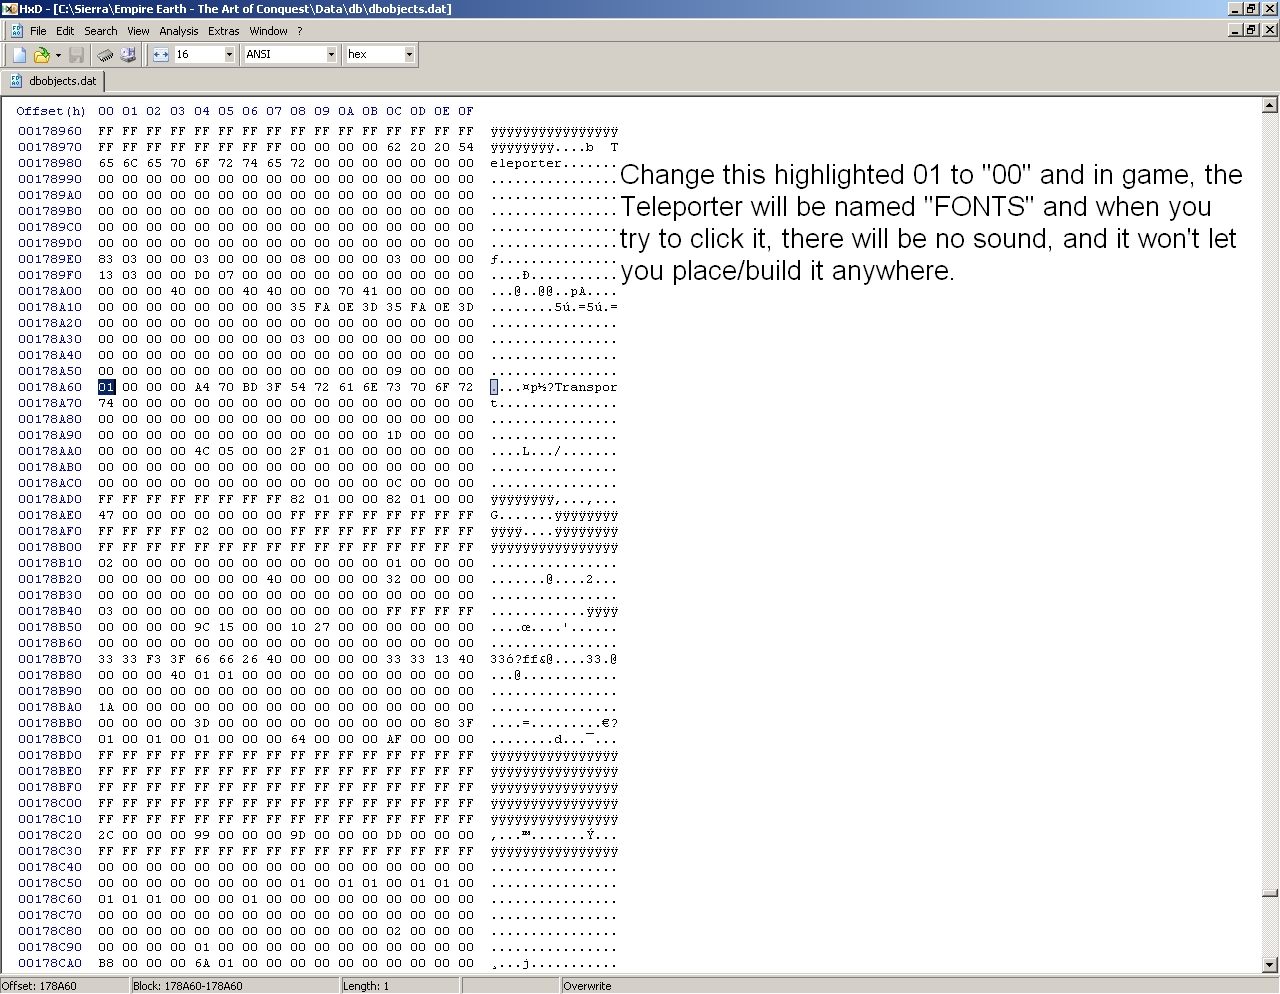 HxD - [C:\Sierra\Empire Earth - The Art of Conquest\Data\db\dbobjects.dat]
File Edit Search View Analysis Extras Window ?
16 ANSI hex
dbobjects.dat
Offset(h) 00 01 02 03 04 05 06 07 08 09 0A 0B 0C 0D 0E 0F
00178960 FF FF FF FF FF FF FF FF FF FF FF FF FF FF FF FF ÿÿÿÿÿÿÿÿÿÿÿÿÿÿÿÿ
00178970 FF FF FF FF FF FF FF FF 00 00 00 00 62 20 20 54 ÿÿÿÿÿÿÿÿ....b  T
00178980 65 6C 65 70 6F 72 74 65 72 00 00 00 00 00 00 00 eleporter.......
00178990 00 00 00 00 00 00 00 00 00 00 00 00 00 00 00 00 ................
001789A0 00 00 00 00 00 00 00 00 00 00 00 00 00 00 00 00 ................
001789B0 00 00 00 00 00 00 00 00 00 00 00 00 00 00 00 00 ................
001789C0 00 00 00 00 00 00 00 00 00 00 00 00 00 00 00 00 ................
001789D0 00 00 00 00 00 00 00 00 00 00 00 00 00 00 00 00 ................
001789E0 83 03 00 00 03 00 00 00 08 00 00 00 03 00 00 00 ƒ...............
001789F0 13 03 00 00 D0 07 00 00 00 00 00 00 00 00 00 00 ....Ð...........
00178A00 00 00 00 40 00 00 40 40 00 00 70 41 00 00 00 00 ...@..@@..pA....
00178A10 00 00 00 00 00 00 00 00 35 FA 0E 3D 35 FA 0E 3D ........5ú.=5ú.=
00178A20 00 00 00 00 00 00 00 00 00 00 00 00 00 00 00 00 ................
00178A30 00 00 00 00 00 00 00 00 03 00 00 00 00 00 00 00 ................
00178A40 00 00 00 00 00 00 00 00 00 00 00 00 00 00 00 00 ................
00178A50 00 00 00 00 00 00 00 00 00 00 00 00 09 00 00 00 ................
00178A60 01 00 00 00 A4 70 BD 3F 54 72 61 6E 73 70 6F 72 ....¤p½?Transpor
00178A70 74 00 00 00 00 00 00 00 00 00 00 00 00 00 00 00 t...............
00178A80 00 00 00 00 00 00 00 00 00 00 00 00 00 00 00 00 ................
00178A90 00 00 00 00 00 00 00 00 00 00 00 00 1D 00 00 00 ................
00178AA0 00 00 00 00 4C 05 00 00 2F 01 00 00 00 00 00 00 ....L.../.......
00178AB0 00 00 00 00 00 00 00 00 00 00 00 00 00 00 00 00 ................
00178AC0 00 00 00 00 00 00 00 00 00 00 00 00 0C 00 00 00 ................
00178AD0 FF FF FF FF FF FF FF FF 82 01 00 00 82 01 00 00 ÿÿÿÿÿÿÿÿ‚...‚...
00178AE0 47 00 00 00 00 00 00 00 FF FF FF FF FF FF FF FF G.......ÿÿÿÿÿÿÿÿ
00178AF0 FF FF FF FF 02 00 00 00 FF FF FF FF FF FF FF FF ÿÿÿÿ....ÿÿÿÿÿÿÿÿ
00178B00 FF FF FF FF FF FF FF FF FF FF FF FF FF FF FF FF ÿÿÿÿÿÿÿÿÿÿÿÿÿÿÿÿ
00178B10 02 00 00 00 00 00 00 00 00 00 00 00 01 00 00 00 ................
00178B20 00 00 00 00 00 00 00 40 00 00 00 00 32 00 00 00 .......@....2...
00178B30 00 00 00 00 00 00 00 00 00 00 00 00 00 00 00 00 ................
00178B40 03 00 00 00 00 00 00 00 00 00 00 00 FF FF FF FF ............ÿÿÿÿ
00178B50 00 00 00 00 9C 15 00 00 10 27 00 00 00 00 00 00 ....œ....'......
00178B60 00 00 00 00 00 00 00 00 00 00 00 00 00 00 00 00 ................
00178B70 33 33 F3 3F 66 66 26 40 00 00 00 00 33 33 13 40 33ó?ff&@....33.@
00178B80 00 00 00 40 01 01 00 00 00 00 00 00 00 00 00 00 ...@............
00178B90 00 00 00 00 00 00 00 00 00 00 00 00 00 00 00 00 ................
00178BA0 1A 00 00 00 00 00 00 00 00 00 00 00 00 00 00 00 ................
00178BB0 00 00 00 00 3D 00 00 00 00 00 00 00 00 00 80 3F ....=.........€?
00178BC0 01 00 01 00 01 00 00 00 64 00 00 00 AF 00 00 00 ........d...¯...
00178BD0 FF FF FF FF FF FF FF FF FF FF FF FF FF FF FF FF ÿÿÿÿÿÿÿÿÿÿÿÿÿÿÿÿ
00178BE0 FF FF FF FF FF FF FF FF FF FF FF FF FF FF FF FF ÿÿÿÿÿÿÿÿÿÿÿÿÿÿÿÿ
00178BF0 FF FF FF FF FF FF FF FF FF FF FF FF FF FF FF FF ÿÿÿÿÿÿÿÿÿÿÿÿÿÿÿÿ
00178C00 FF FF FF FF FF FF FF FF FF FF FF FF FF FF FF FF ÿÿÿÿÿÿÿÿÿÿÿÿÿÿÿÿ
00178C10 FF FF FF FF FF FF FF FF FF FF FF FF FF FF FF FF ÿÿÿÿÿÿÿÿÿÿÿÿÿÿÿÿ
00178C20 2C 00 00 00 99 00 00 00 9D 00 00 00 DD 00 00 00 ,...™.......Ý...
00178C30 FF FF FF FF FF FF FF FF FF FF FF FF FF FF FF FF ÿÿÿÿÿÿÿÿÿÿÿÿÿÿÿÿ
00178C40 00 00 00 00 00 00 00 00 00 00 00 00 00 00 00 00 ................
00178C50 00 00 00 00 00 00 00 00 01 00 01 01 00 01 01 00 ................
00178C60 01 01 01 00 00 00 01 00 00 00 00 00 00 00 00 00 ................
00178C70 00 00 00 00 00 00 00 00 00 00 00 00 00 00 00 00 ................
00178C80 00 00 00 00 00 00 00 00 00 00 00 00 02 00 00 00 ................
00178C90 00 00 00 00 01 00 00 00 00 00 00 00 00 00 00 00 ................
00178CA0 B8 00 00 00 6A 01 00 00 00 00 00 00 00 00 00 00 ¸...j...........
Change this highlighted 01 to "00" and in game, the
Teleporter will be named "FONTS" and when you
try to click it, there will be no sound, and it won't let
you place/build it anywhere.
Offset: 178A60 Block: 178A60-178A60 Length: 1 Overwrite